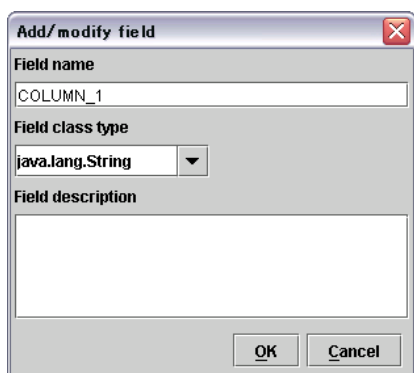 Add/modify field
Field name
COLUMN_1
Field class type
java.lang.String
Field description
OK Cancel